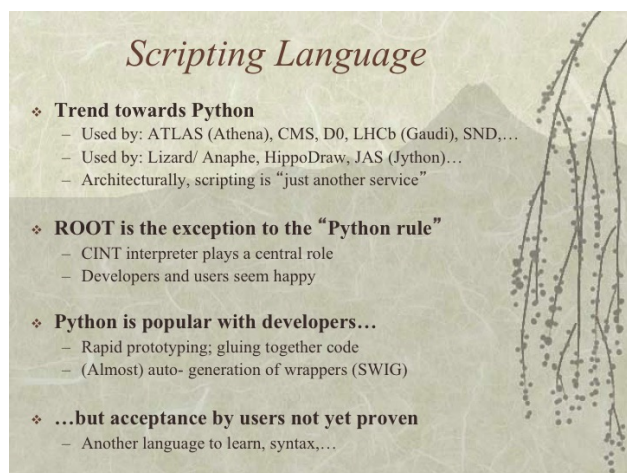 Scripting Language
❖ Trend towards Python
– Used by: ATLAS (Athena), CMS, D0, LHCb (Gaudi), SND,…
– Used by: Lizard/ Anaphe, HippoDraw, JAS (Jython)…
– Architecturally, scripting is “just another service”
❖ ROOT is the exception to the “Python rule”
– CINT interpreter plays a central role
– Developers and users seem happy
❖ Python is popular with developers…
– Rapid prototyping; gluing together code
– (Almost) auto- generation of wrappers (SWIG)
❖ …but acceptance by users not yet proven
– Another language to learn, syntax,…